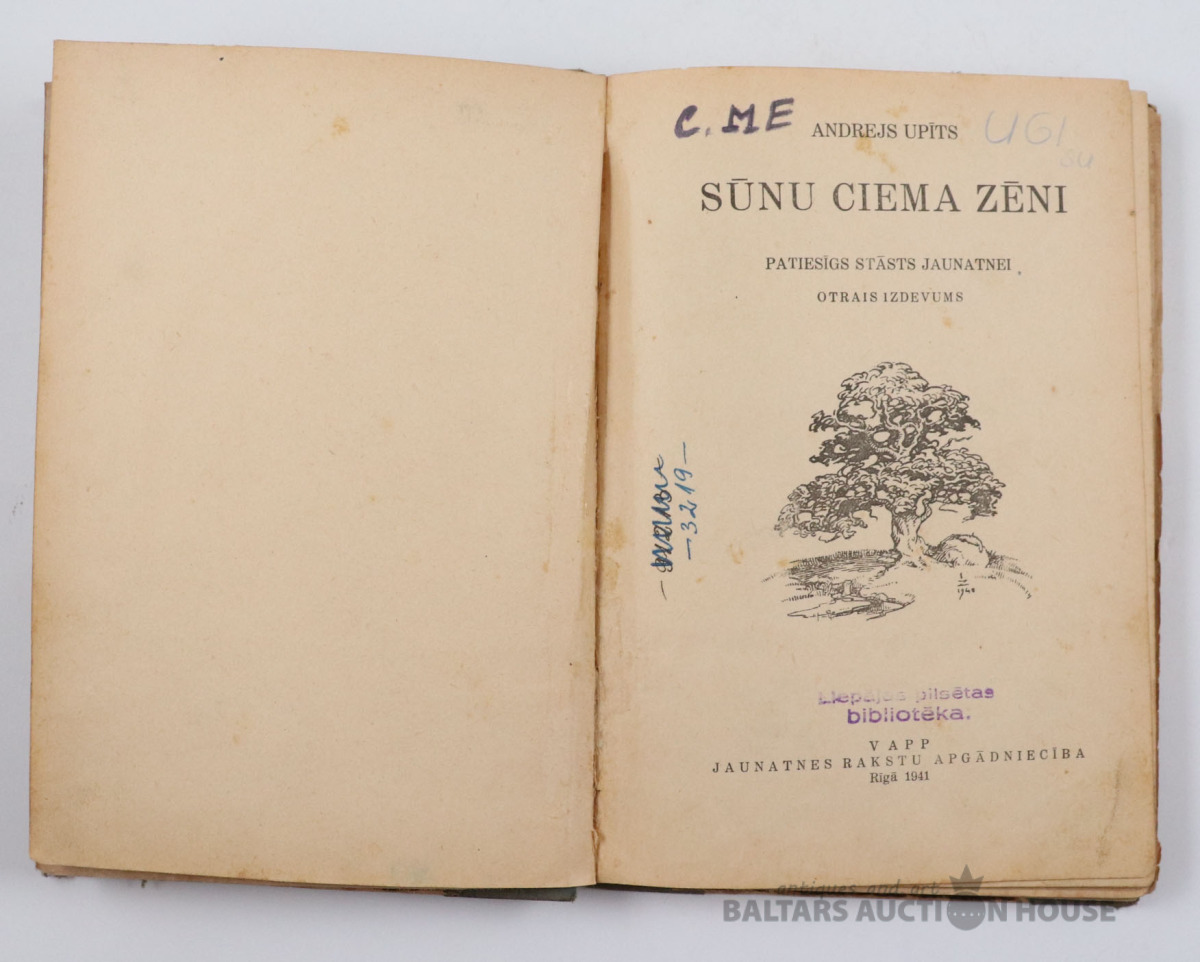 C. ME
ANDREJS UPĪTS
SŪNU CIEMA ZĒNI
PATIESĪGS STĀSTS JAUNATNEI
OTRAIS IZDEVUMS
—3219—
1940
Liepājas pilsētas
bibliotēka.
VAPP
JAUNATNES RAKSTU APGĀDNIECĪBA
Rīgā 1941
antiques and art
BALTARS AUCTION HOUSE